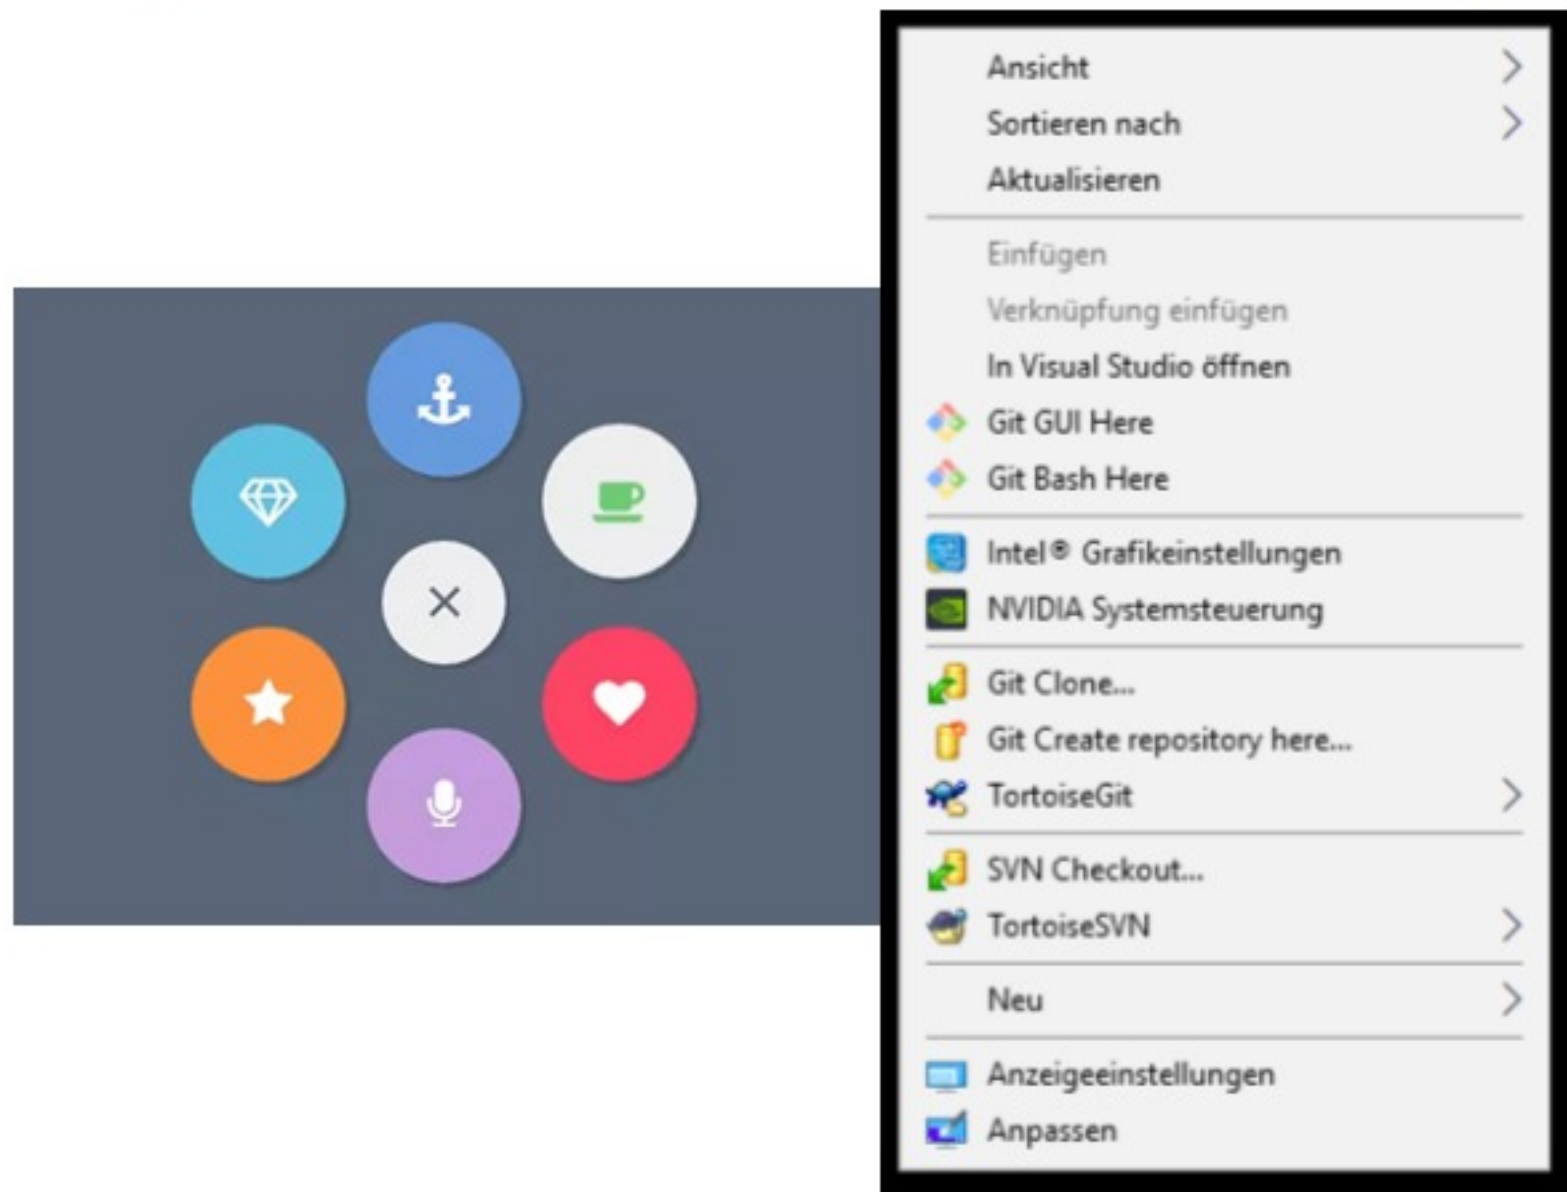 Ansicht
Sortieren nach
Aktualisieren
Einfügen
Verknüpfung einfügen
In Visual Studio öffnen
Git GUI Here
Git Bash Here
Intel® Grafikeinstellungen
NVIDIA Systemsteuerung
Git Clone...
Git Create repository here...
TortoiseGit
SVN Checkout...
TortoiseSVN
Neu
Anzeigeeinstellungen
Anpassen